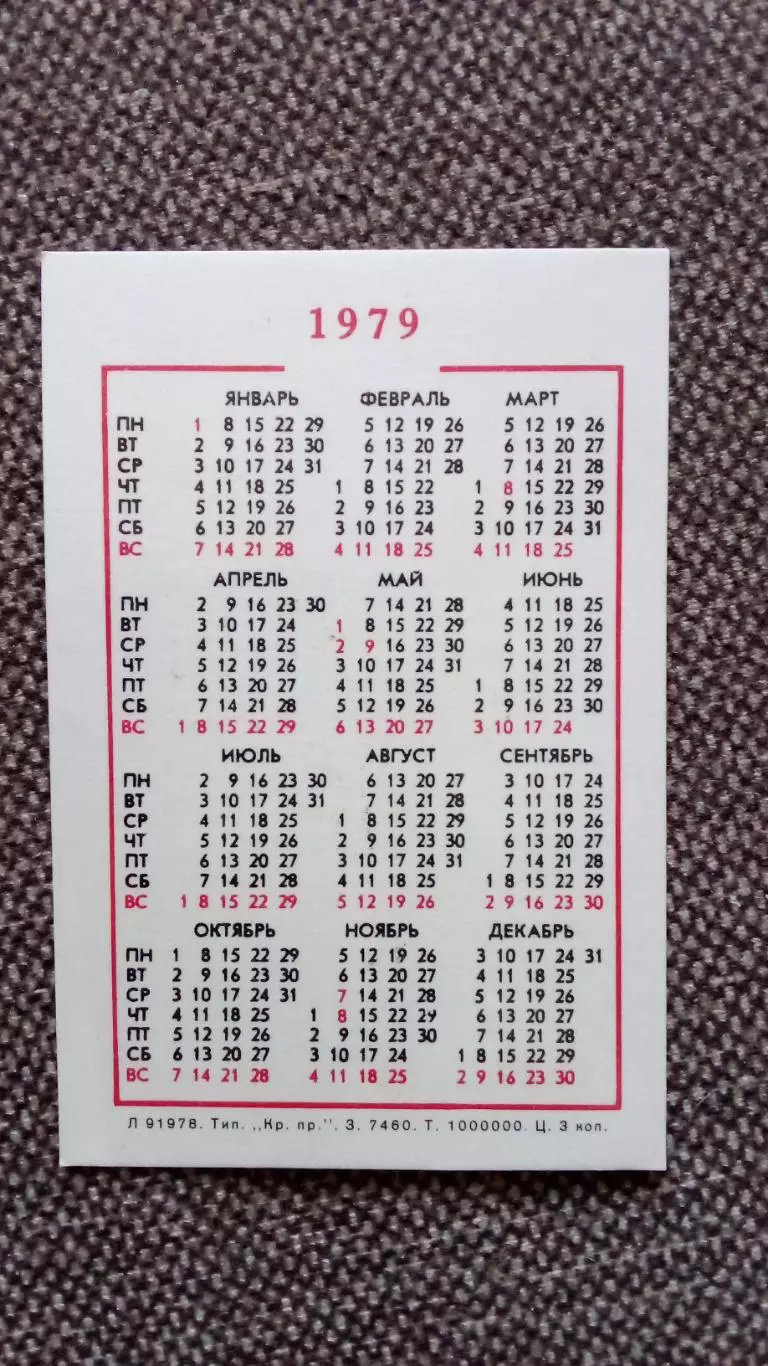 1979
ЯНВАРЬ ФЕВРАЛЬ МАРТ
ПН 1 8 15 22 29 5 12 19 26 5 12 19 26
ВТ 2 9 16 23 30 6 13 20 27 6 13 20 27
СР 3 10 17 24 31 7 14 21 28 7 14 21 28
ЧТ 4 11 18 25 1 8 15 22 1 8 15 22 29
ПТ 5 12 19 26 2 9 16 23 2 9 16 23 30
СБ 6 13 20 27 3 10 17 24 3 10 17 24 31
ВС 7 14 21 28 4 11 18 25 4 11 18 25
АПРЕЛЬ МАЙ ИЮНЬ
ПН 2 9 16 23 30 7 14 21 28 4 11 18 25
ВТ 3 10 17 24 1 8 15 22 29 5 12 19 26
СР 4 11 18 25 2 9 16 23 30 6 13 20 27
ЧТ 5 12 19 26 3 10 17 24 31 7 14 21 28
ПТ 6 13 20 27 4 11 18 25 1 8 15 22 29
СБ 7 14 21 28 5 12 19 26 2 9 16 23 30
ВС 1 8 15 22 29 6 13 20 27 3 10 17 24
ИЮЛЬ АВГУСТ СЕНТЯБРЬ
ПН 2 9 16 23 30 6 13 20 27 3 10 17 24
ВТ 3 10 17 24 31 7 14 21 28 4 11 18 25
СР 4 11 18 25 1 8 15 22 29 5 12 19 26
ЧТ 5 12 19 26 2 9 16 23 30 6 13 20 27
ПТ 6 13 20 27 3 10 17 24 31 7 14 21 28
СБ 7 14 21 28 4 11 18 25 1 8 15 22 29
ВС 1 8 15 22 29 5 12 19 26 2 9 16 23 30
ОКТЯБРЬ НОЯБРЬ ДЕКАБРЬ
ПН 1 8 15 22 29 5 12 19 26 3 10 17 24 31
ВТ 2 9 16 23 30 6 13 20 27 4 11 18 25
СР 3 10 17 24 31 7 14 21 28 5 12 19 26
ЧТ 4 11 18 25 1 8 15 22 29 6 13 20 27
ПТ 5 12 19 26 2 9 16 23 30 7 14 21 28
СБ 6 13 20 27 3 10 17 24 1 8 15 22 29
ВС 7 14 21 28 4 11 18 25 2 9 16 23 30
Л 91978. Тип. „Кр. пр.". З. 7460. Т. 1000000. Ц. 3 коп.